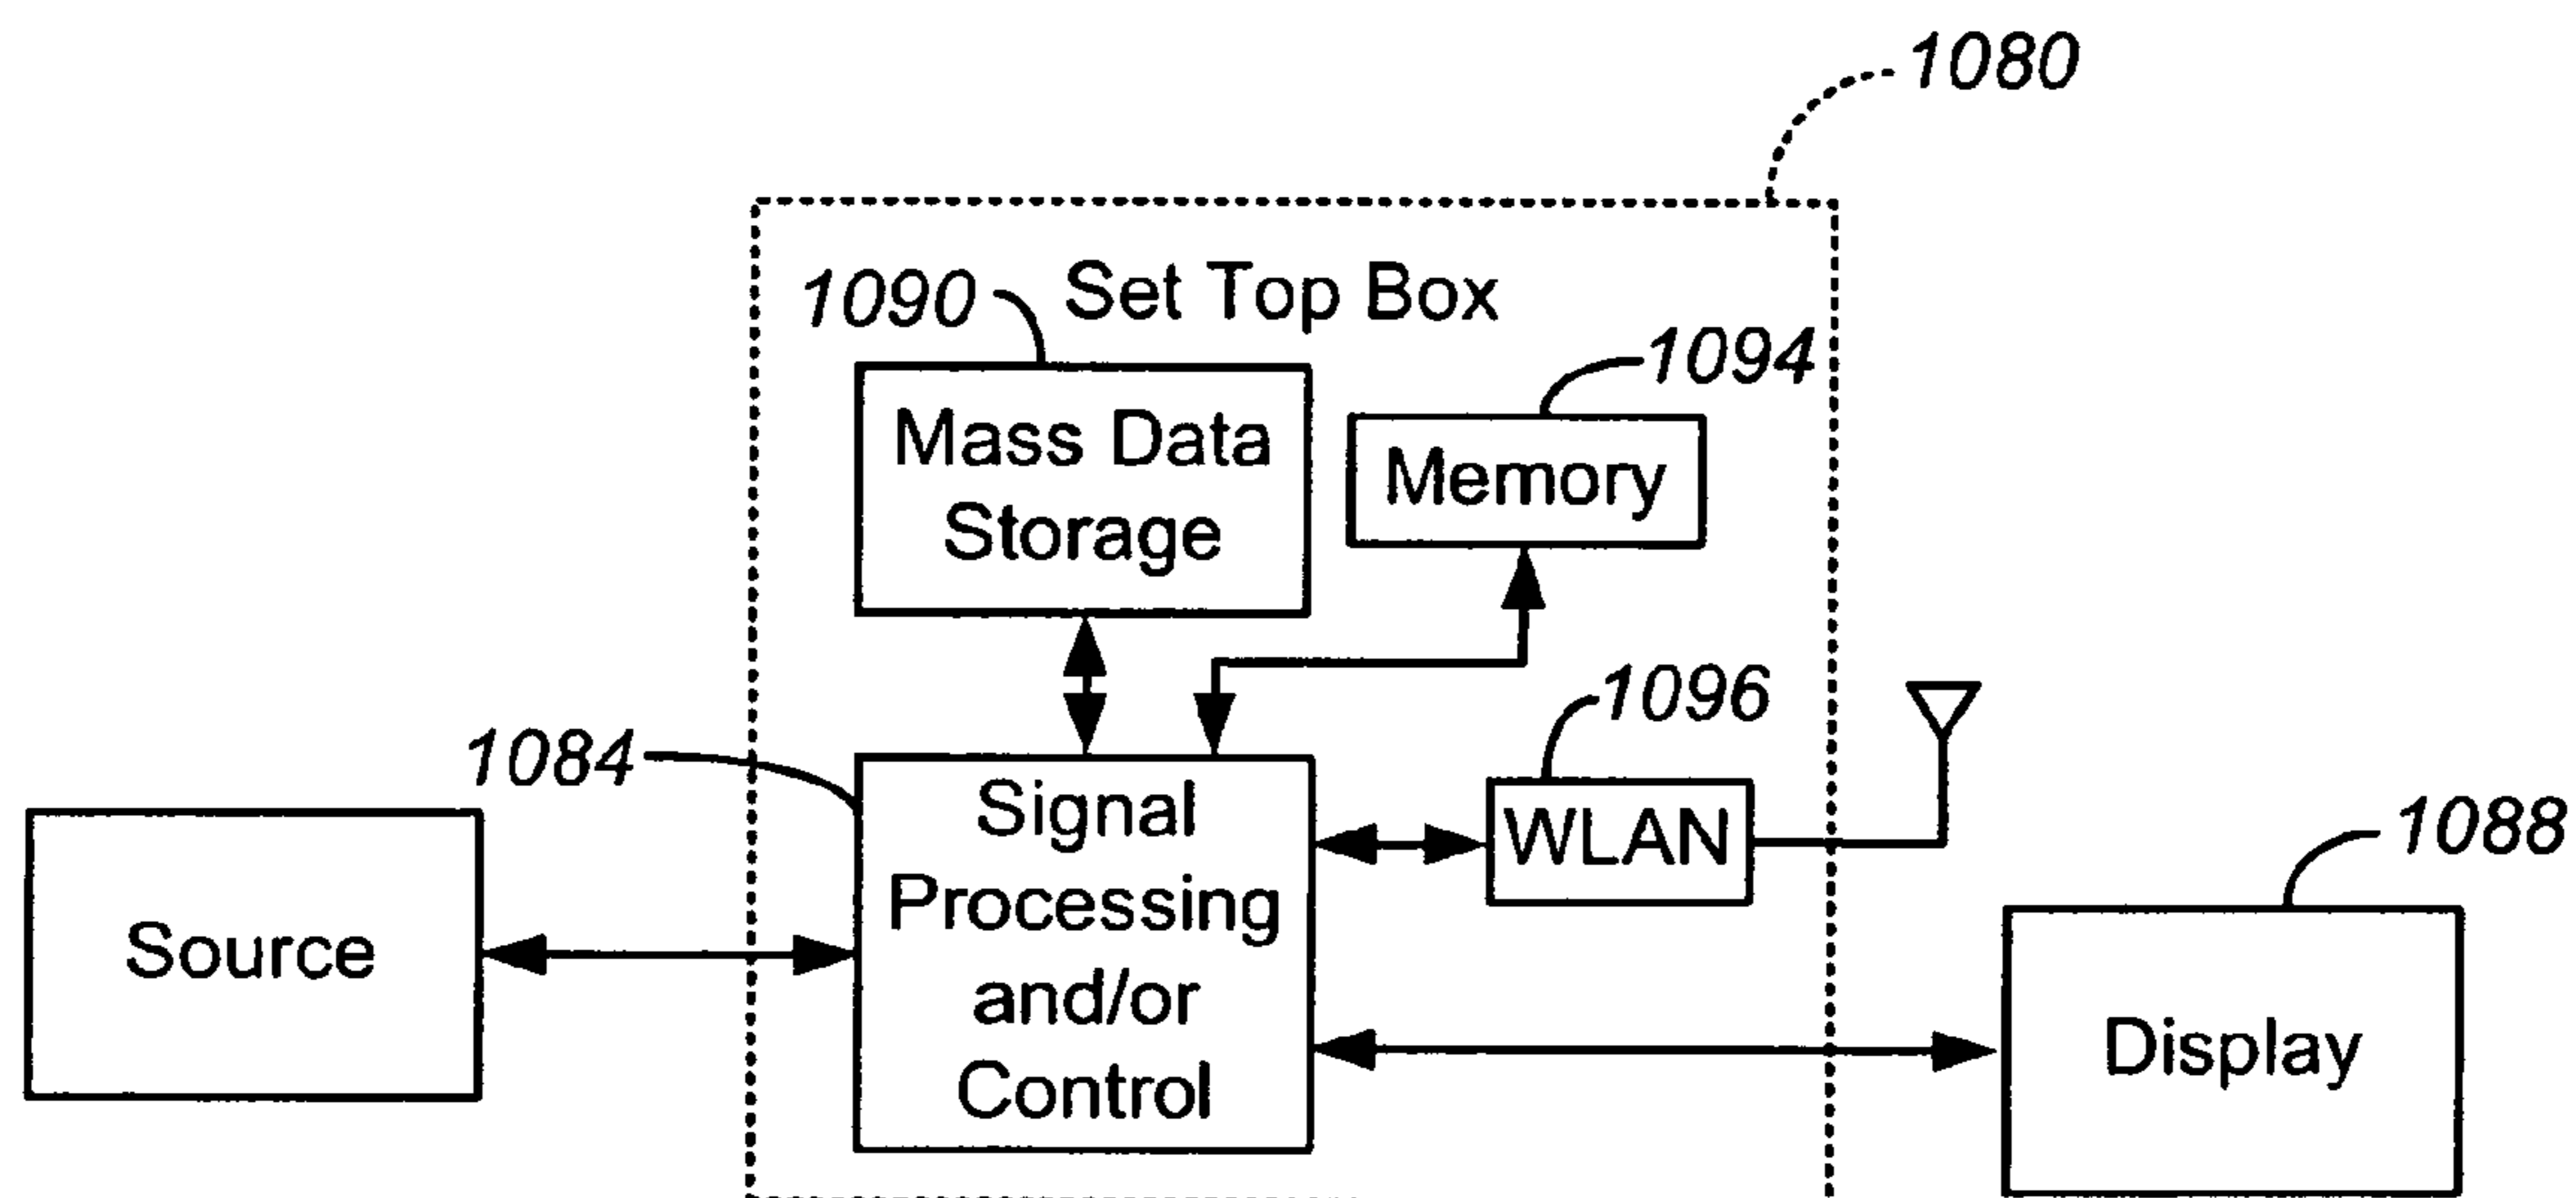 1080
Set Top Box
1090
1094
Mass Data
Storage
Memory
1096
1084
Signal
Processing
and/or
Control
WLAN
1088
Source
Display